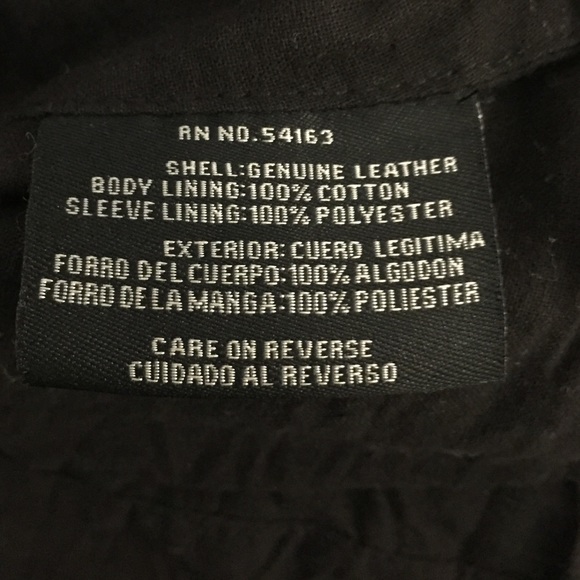 RN NO.54163
SHELL:GENUINE LEATHER
BODY LINING:100% COTTON
SLEEVE LINING:100% POLYESTER
EXTERIOR: CUERO LEGITIMA
FORRO DEL CUERPO:100% ALGODON
FORRO DE LA MANGA:100% POLIESTER
CARE ON REVERSE
CUIDADO AL REVERSO